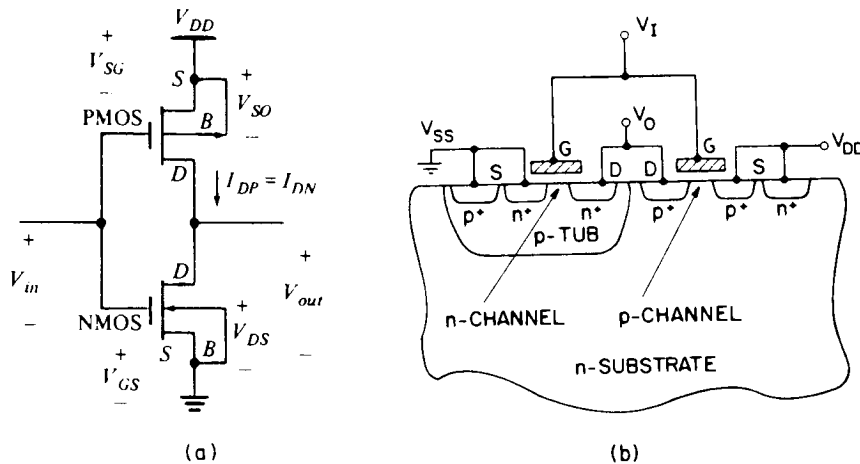 V_DD
+
V_SG
−
S
+
V_SO
−
PMOS
B
D
I_DP = I_DN
+
V_in
−
D
NMOS
S
B
+
V_DS
−
+
V_out
−
+
V_GS
−
(a)
V_I
V_SS
V_O
V_DD
G
G
S
D
D
S
p+
n+
n+
p+
p+
n+
p-TUB
n-CHANNEL
p-CHANNEL
n-SUBSTRATE
(b)